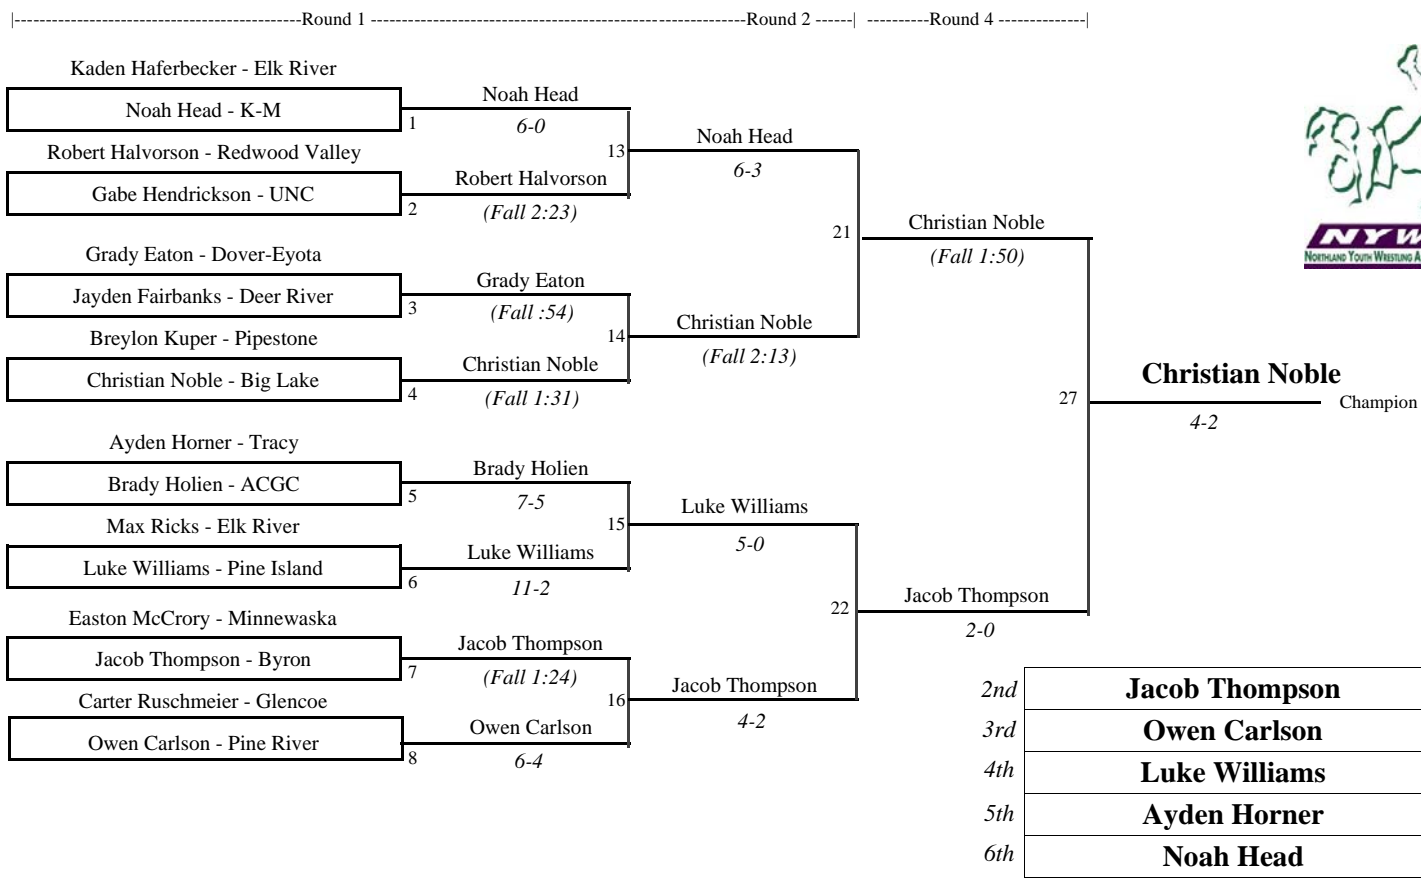 |----------------------------------------------Round 1 ------------------------------------------------------------Round 2 ------| ----------Round 4 --------------|
Kaden Haferbecker - Elk River
Noah Head - K-M
1
Noah Head
6-0
Robert Halvorson - Redwood Valley
Gabe Hendrickson - UNC
2
Robert Halvorson
(Fall 2:23)
13
Noah Head
6-3
Grady Eaton - Dover-Eyota
Jayden Fairbanks - Deer River
3
Grady Eaton
(Fall :54)
Breylon Kuper - Pipestone
Christian Noble - Big Lake
4
Christian Noble
(Fall 1:31)
14
Christian Noble
(Fall 2:13)
21
Christian Noble
(Fall 1:50)
Ayden Horner - Tracy
Brady Holien - ACGC
5
Brady Holien
7-5
Max Ricks - Elk River
Luke Williams - Pine Island
6
Luke Williams
11-2
15
Luke Williams
5-0
Easton McCrory - Minnewaska
Jacob Thompson - Byron
7
Jacob Thompson
(Fall 1:24)
Carter Ruschmeier - Glencoe
Owen Carlson - Pine River
8
Owen Carlson
6-4
16
Jacob Thompson
4-2
22
Jacob Thompson
2-0
27
Christian Noble
Champion
4-2
NYW
NORTHLAND YOUTH WRESTLING A
2nd Jacob Thompson
3rd Owen Carlson
4th Luke Williams
5th Ayden Horner
6th Noah Head